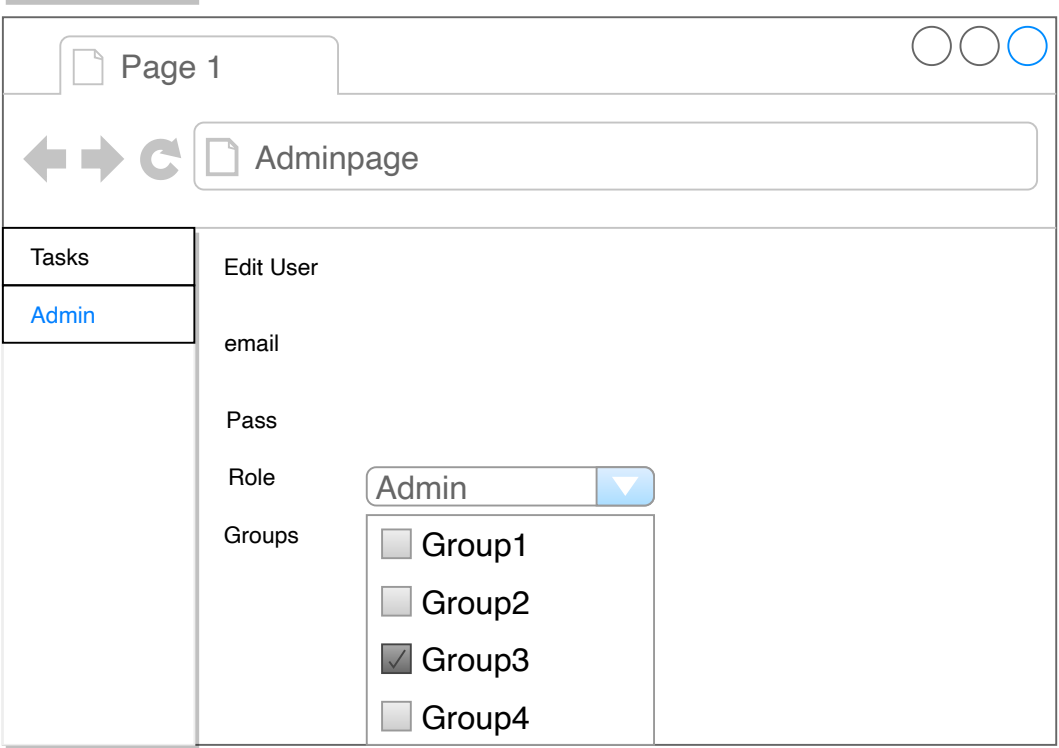 Page 1
Adminpage
Tasks
Admin
Edit User
email
Pass
Role
Admin
Groups
Group1
Group2
Group3
Group4